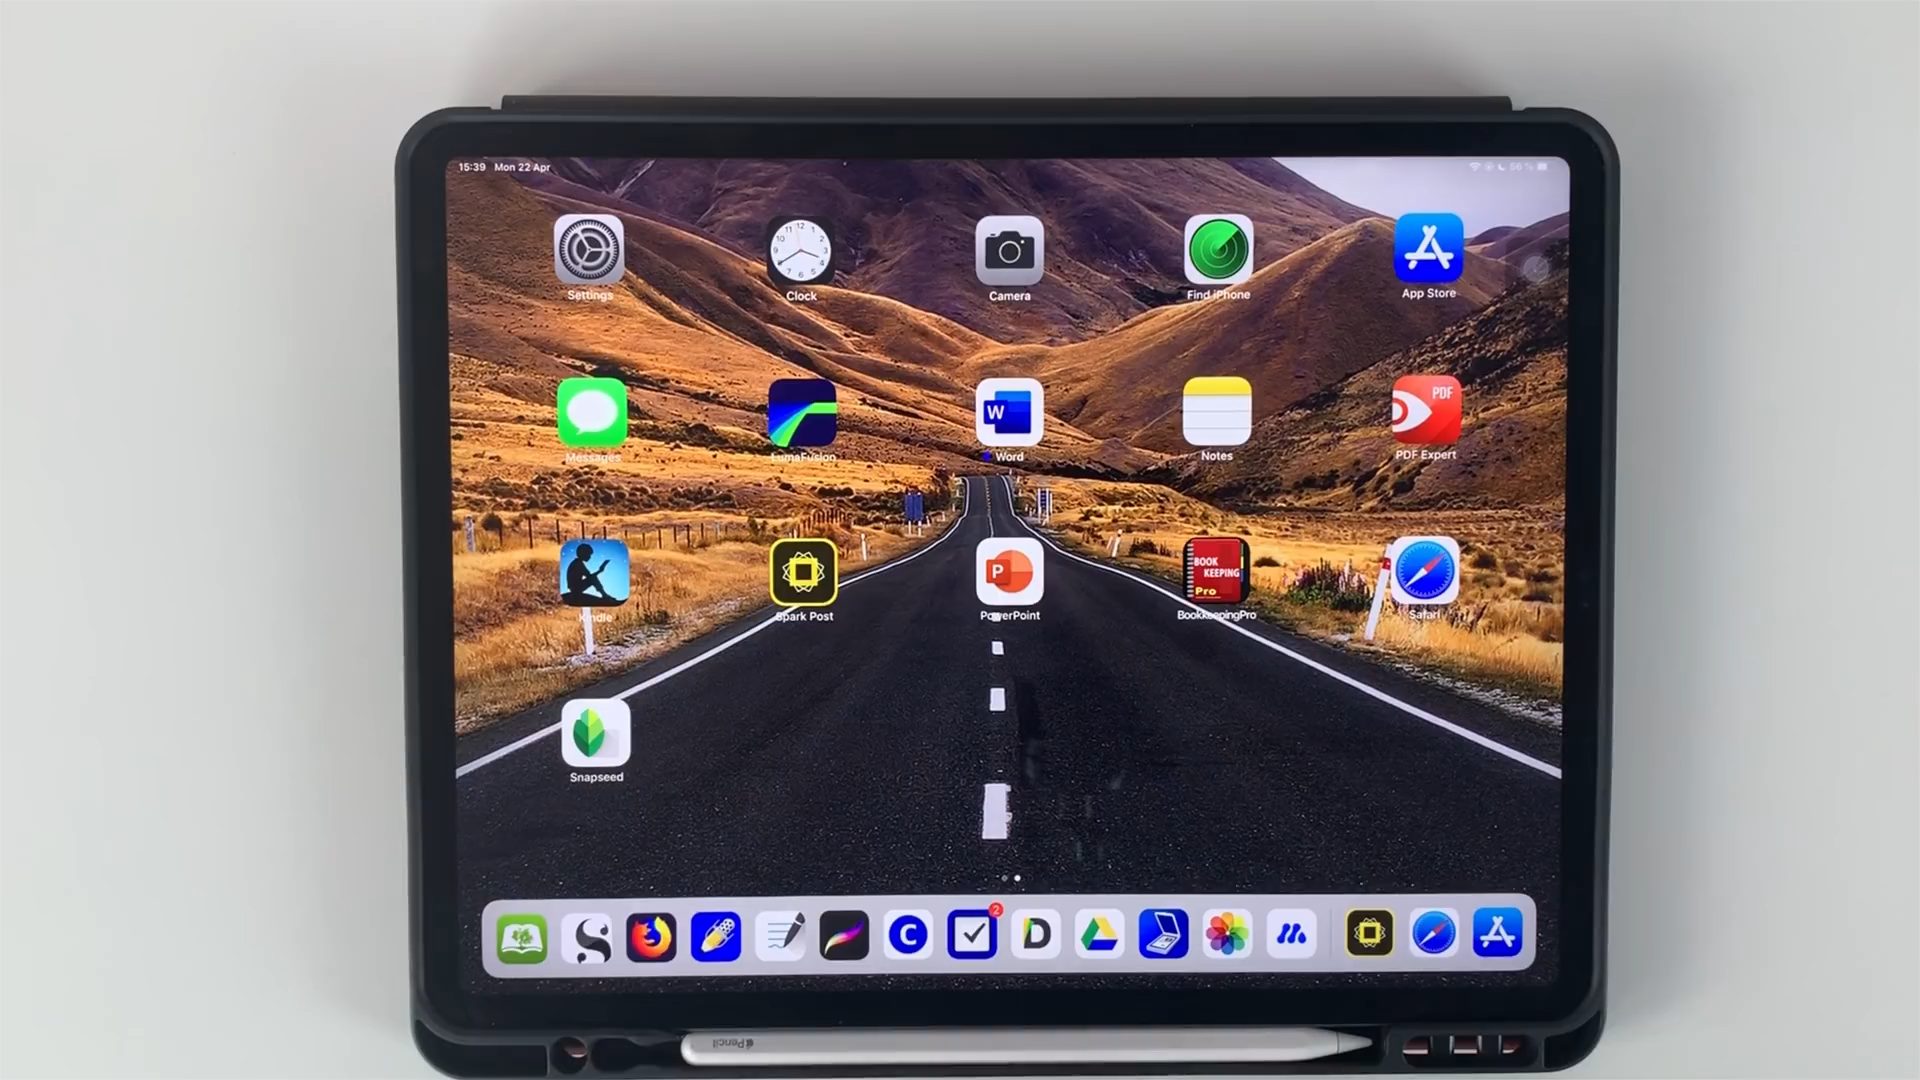 15:39 Mon 22 Apr
56 %
Settings
Clock
Camera
Find iPhone
App Store
Messages
LumaFusion
W
Word
Notes
PDF
PDF Expert
Kindle
Spark Post
P
PowerPoint
BOOK
KEEPING
Pro
BookkeepingPro
Safari
Snapseed
2
C
D
Pencil